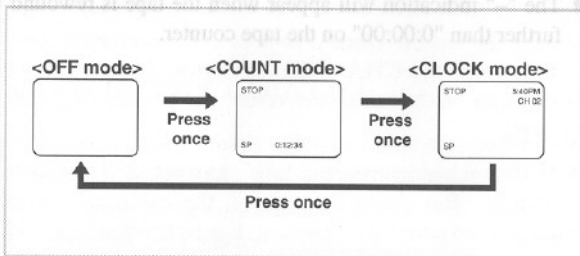 <OFF mode> <COUNT mode> <CLOCK mode>
STOP
SP 0:12:34
STOP 5:40PM
CH 02
SP
Press once
Press once
Press once